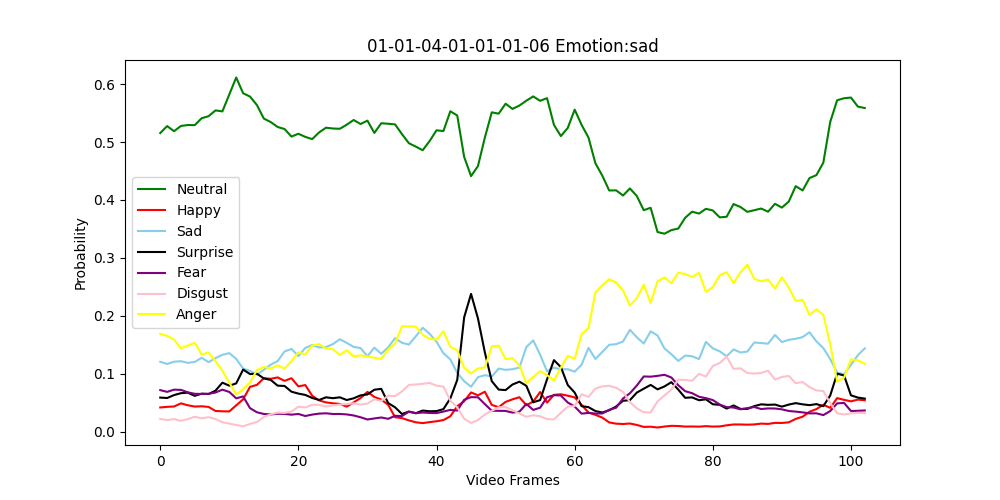 01-01-04-01-01-01-06 Emotion:sad
0.6
0.5
0.4
0.3
0.2
0.1
0.0
Probability
Neutral
Happy
Sad
Surprise
Fear
Disgust
Anger
0 20 40 60 80 100
Video Frames